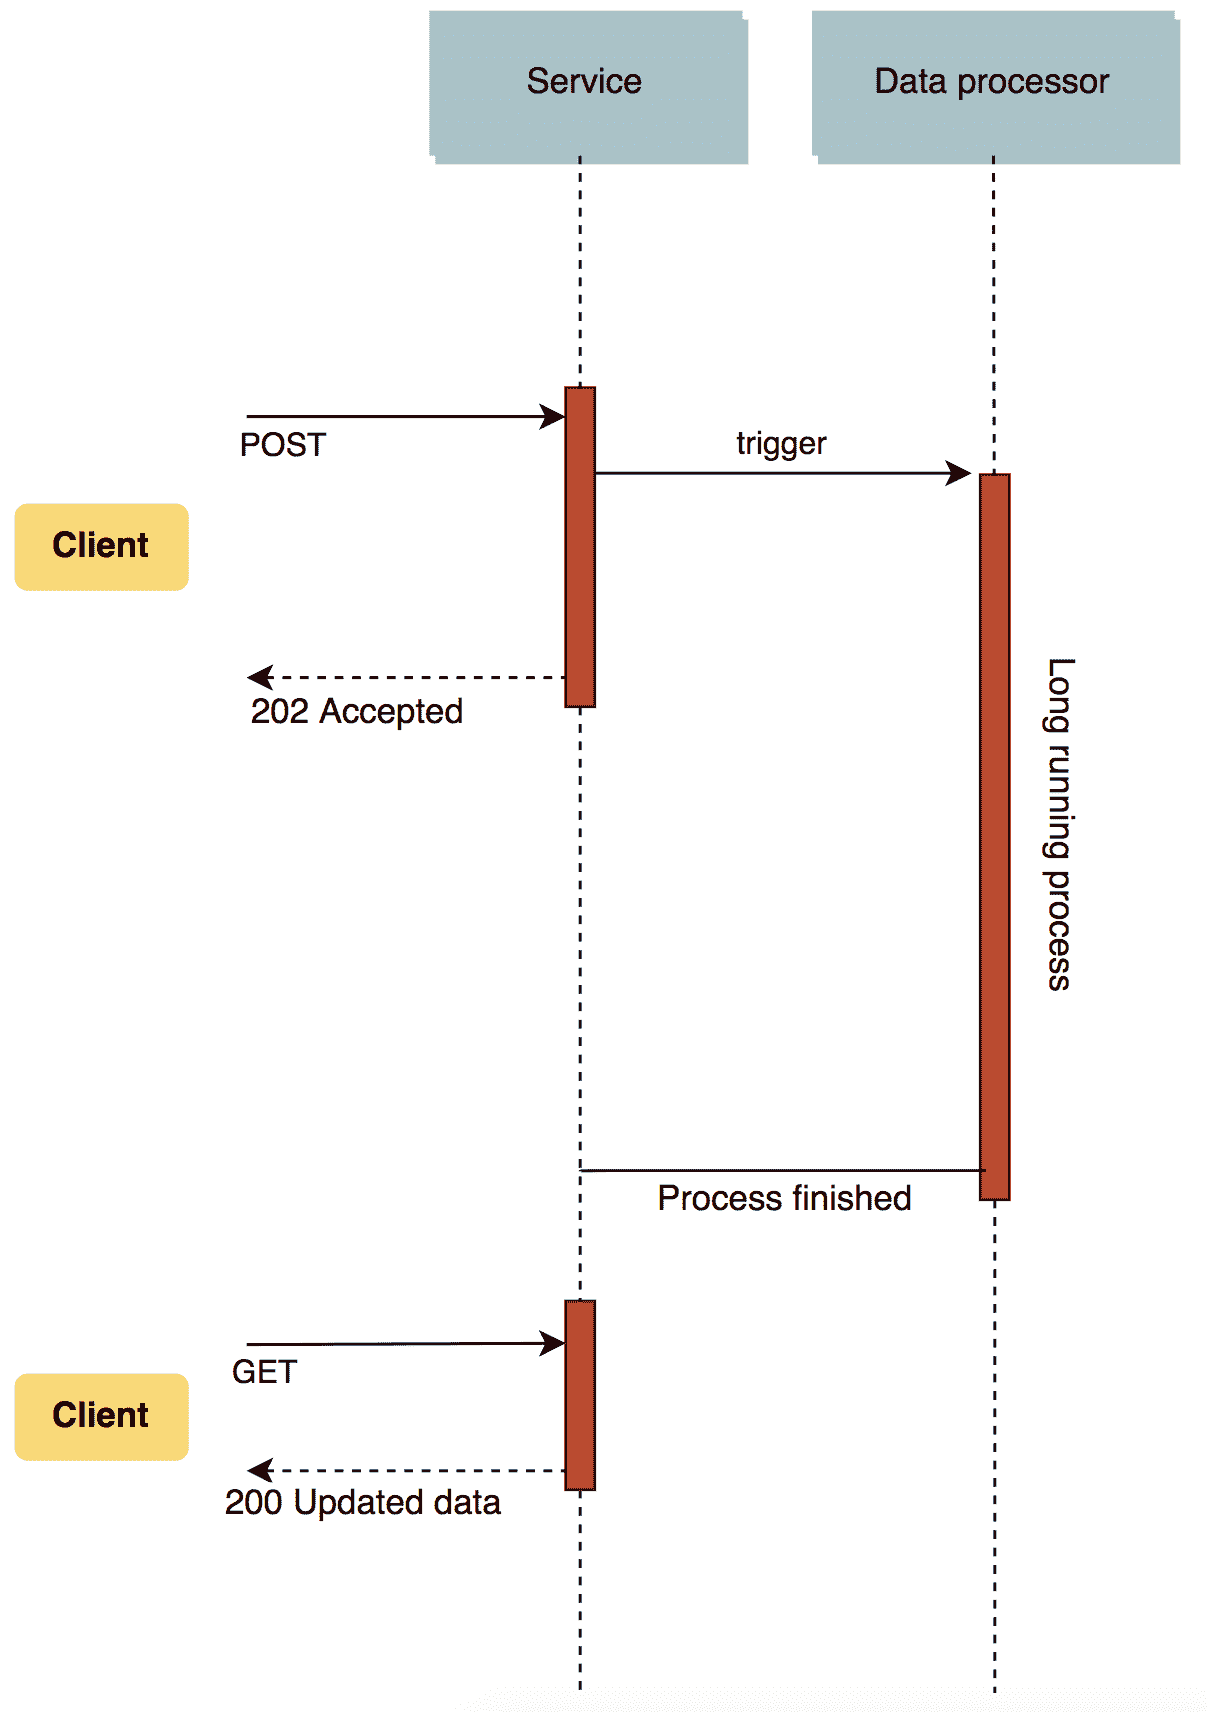 Service
Data processor
POST
trigger
Client
202 Accepted
Long running process
Process finished
GET
Client
200 Updated data